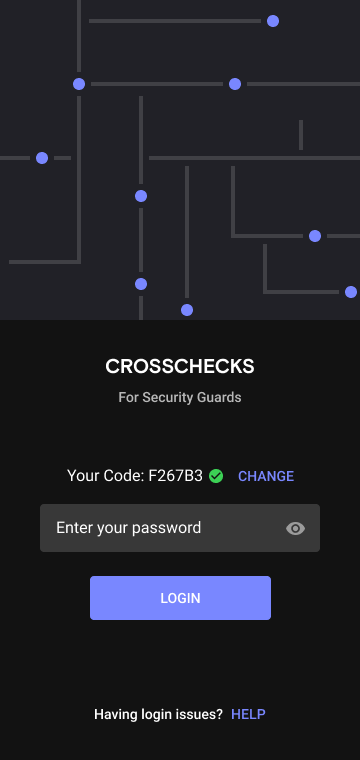 CROSSCHECKS
For Security Guards
Your Code: F267B3 CHANGE
Enter your password
LOGIN
Having login issues? HELP